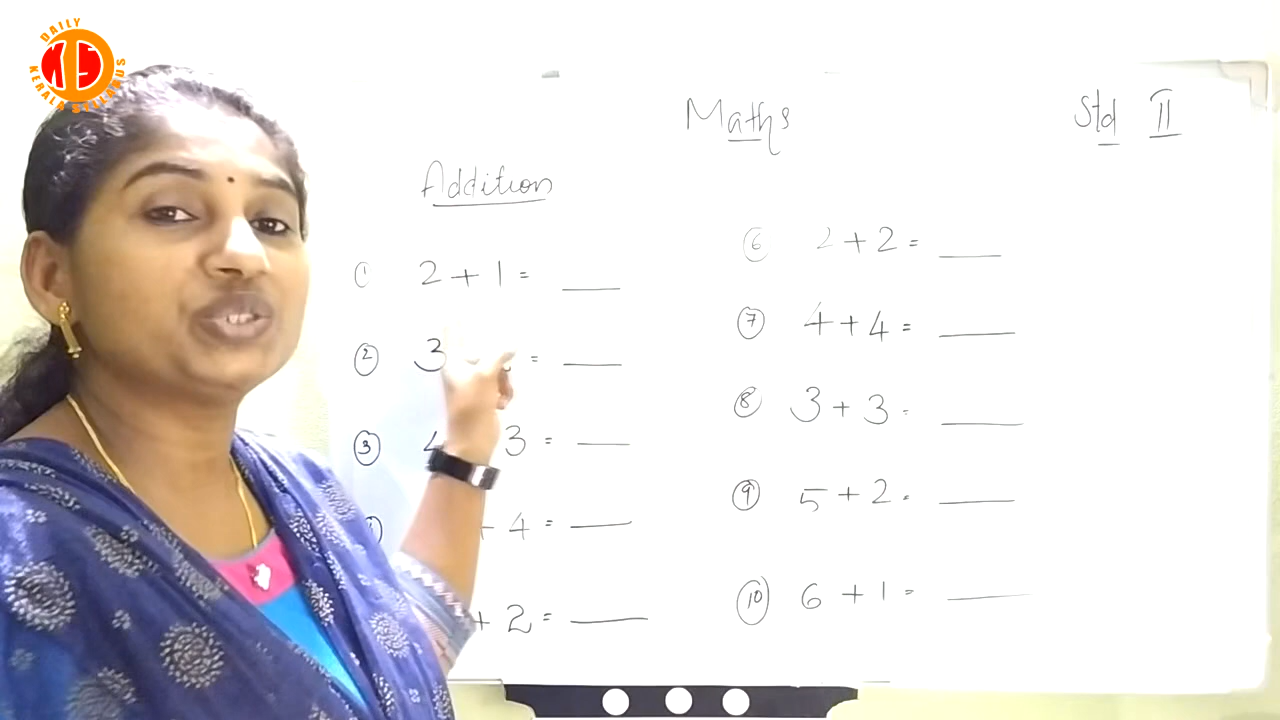 DAILY
KS
KERALA SYLLABUS
Maths
Std II
Addition
1 2 + 1 = ___
2 3 = ___
3 4 3 = ___
+ 4 = ___
+ 2 = ___
6 2 + 2 = ___
7 4 + 4 = ___
8 3 + 3 = ___
9 5 + 2 = ___
10 6 + 1 = ___